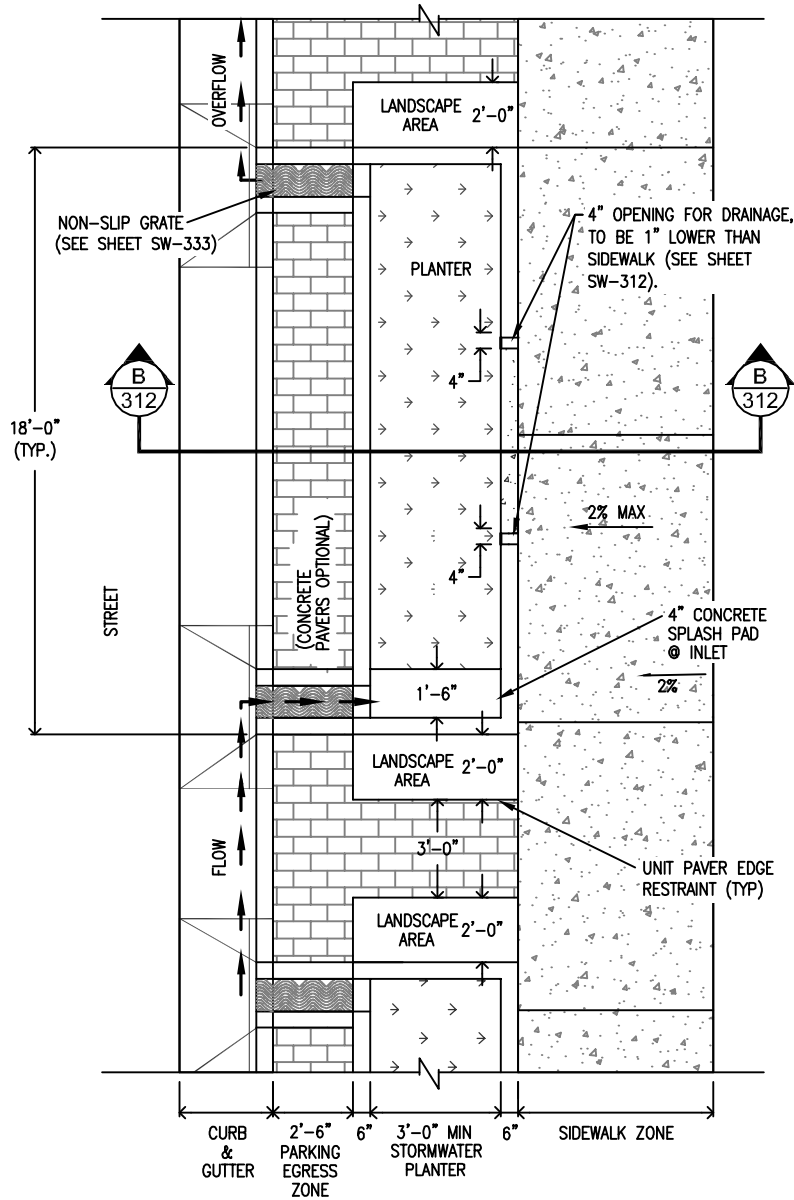 OVERFLOW
LANDSCAPE
AREA
2'-0"
NON-SLIP GRATE
(SEE SHEET SW-333)
4" OPENING FOR DRAINAGE,
TO BE 1" LOWER THAN
SIDEWALK (SEE SHEET
SW-312).
PLANTER
4"
B
312
B
312
18'-0"
(TYP.)
2% MAX
(CONCRETE
PAVERS OPTIONAL)
4"
STREET
4" CONCRETE
SPLASH PAD
@ INLET
2%
1'-6"
LANDSCAPE
AREA
2'-0"
FLOW
3'-0"
UNIT PAVER EDGE
RESTRAINT (TYP)
LANDSCAPE
AREA
2'-0"
CURB
&
GUTTER
2'-6"
PARKING
EGRESS
ZONE
6"
3'-0" MIN
STORMWATER
PLANTER
6"
SIDEWALK ZONE